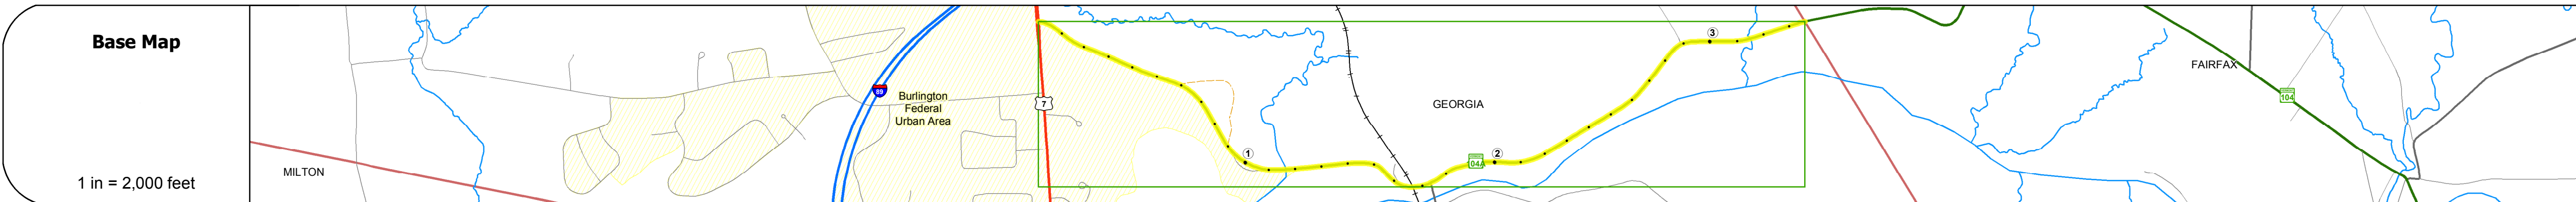 Base Map
1 in = 2,000 feet
MILTON
89
Burlington
Federal
Urban Area
7
1
GEORGIA
104A
2
3
FAIRFAX
104